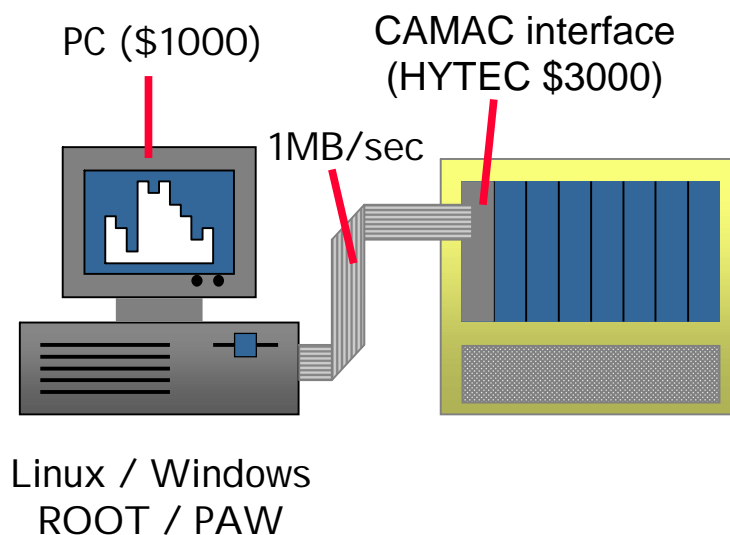 PC ($1000)
CAMAC interface
(HYTEC $3000)
1MB/sec
Linux / Windows
ROOT / PAW